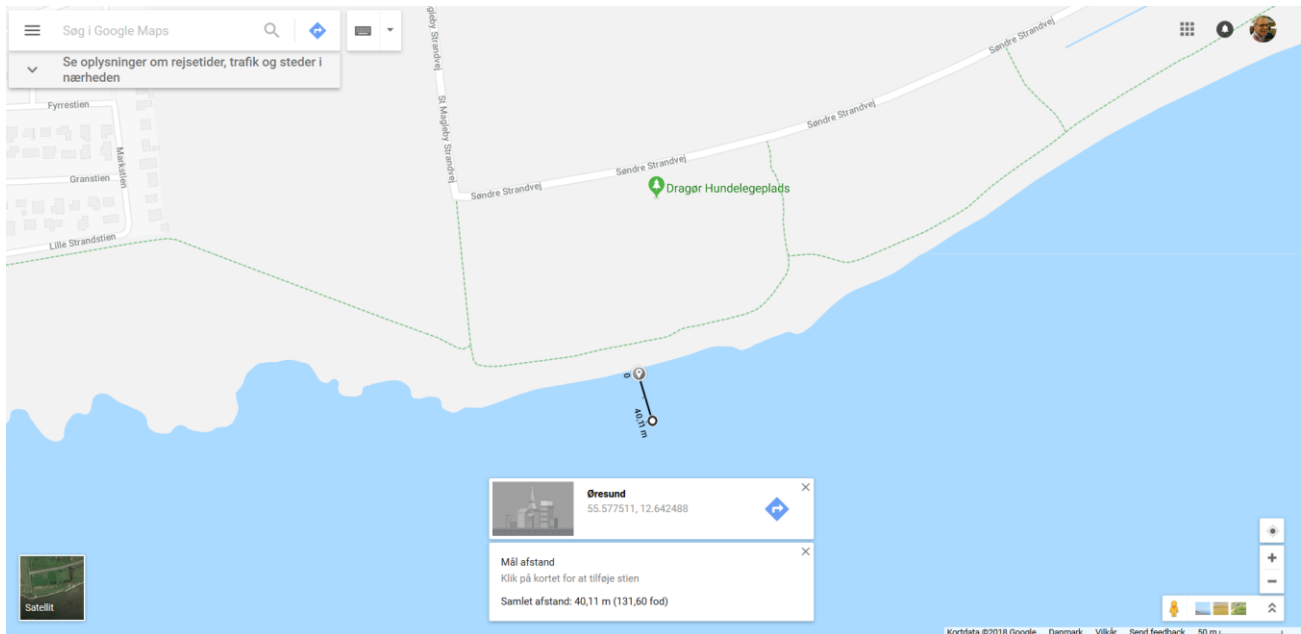 Søg i Google Maps
Se oplysninger om rejsetider, trafik og steder i
nærheden
Fyrrestien
Markstien
Granstien
Lille Strandstien
gleby Strandvej
St Magleby Strandvej
Søndre Strandvej
Søndre Strandvej
Søndre Strandvej
Søndre Strandvej
Dragør Hundelegeplads
0
40,11 m
Øresund
55.577511, 12.642488
Mål afstand
Klik på kortet for at tilføje stien
Samlet afstand: 40,11 m (131,60 fod)
Satellit
Kortdata ©2018 Google Danmark Vilkår Send feedback 50 m